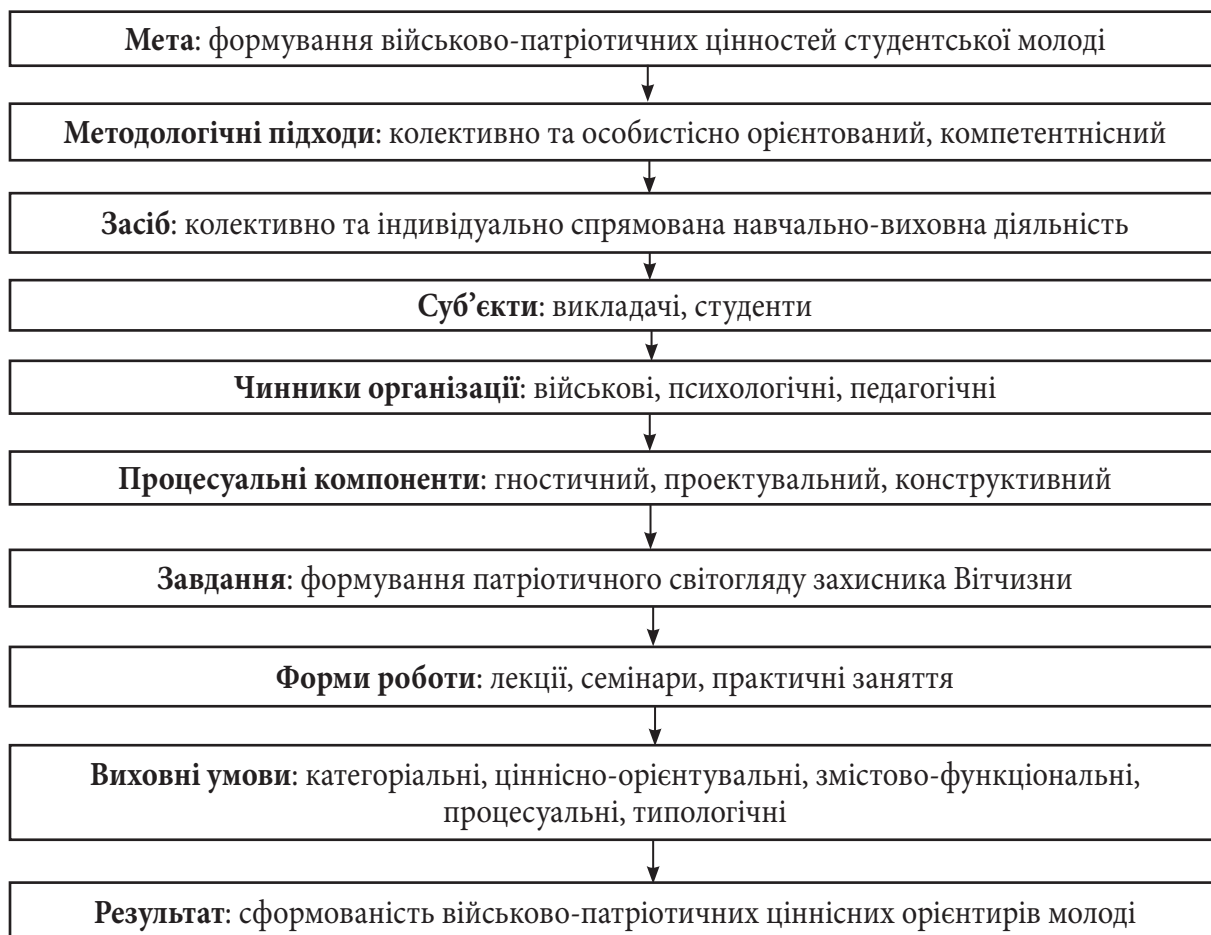 Мета: формування військово-патріотичних цінностей студентської молоді
Методологічні підходи: колективно та особистісно орієнтований, компетентнісний
Засіб: колективно та індивідуально спрямована навчально-виховна діяльність
Суб’єкти: викладачі, студенти
Чинники організації: військові, психологічні, педагогічні
Процесуальні компоненти: гностичний, проектувальний, конструктивний
Завдання: формування патріотичного світогляду захисника Вітчизни
Форми роботи: лекції, семінари, практичні заняття
Виховні умови: категоріальні, ціннісно-орієнтувальні, змістово-функціональні,
процесуальні, типологічні
Результат: сформованість військово-патріотичних ціннісних орієнтирів молоді